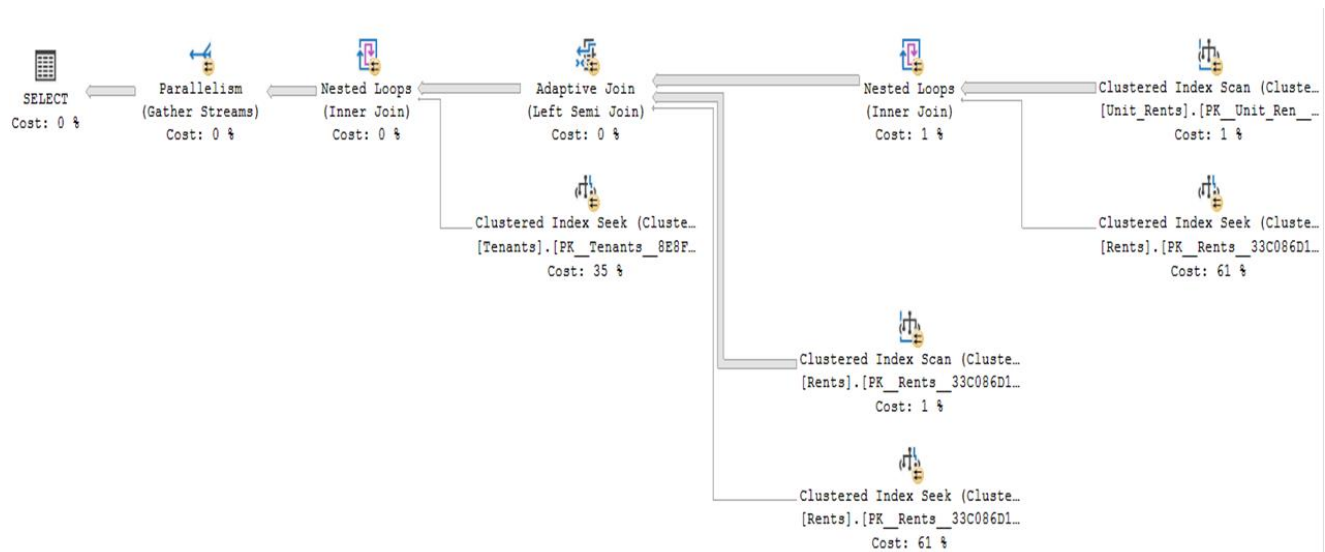 SELECT
Cost: 0 %
Parallelism
(Gather Streams)
Cost: 0 %
Nested Loops
(Inner Join)
Cost: 0 %
Adaptive Join
(Left Semi Join)
Cost: 0 %
Nested Loops
(Inner Join)
Cost: 1 %
Clustered Index Scan (Cluste…
[Unit_Rents].[PK__Unit_Ren__…
Cost: 1 %
Clustered Index Seek (Cluste…
[Tenants].[PK__Tenants__8E8F…
Cost: 35 %
Clustered Index Seek (Cluste…
[Rents].[PK__Rents__33C086D1…
Cost: 61 %
Clustered Index Scan (Cluste…
[Rents].[PK__Rents__33C086D1…
Cost: 1 %
Clustered Index Seek (Cluste…
[Rents].[PK__Rents__33C086D1…
Cost: 61 %